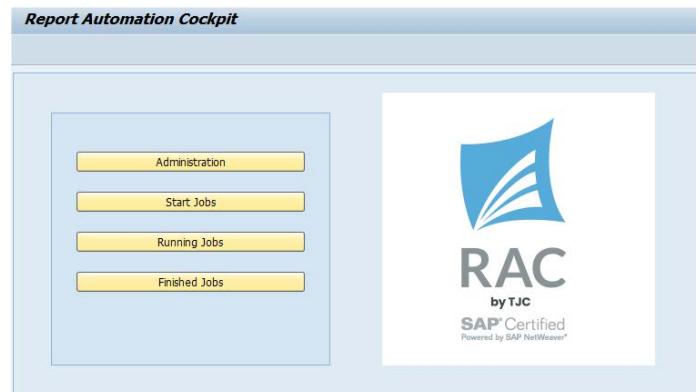 Report Automation Cockpit
Administration
Start Jobs
Running Jobs
Finished Jobs
RAC
by TJC
SAP® Certified
Powered by SAP NetWeaver®